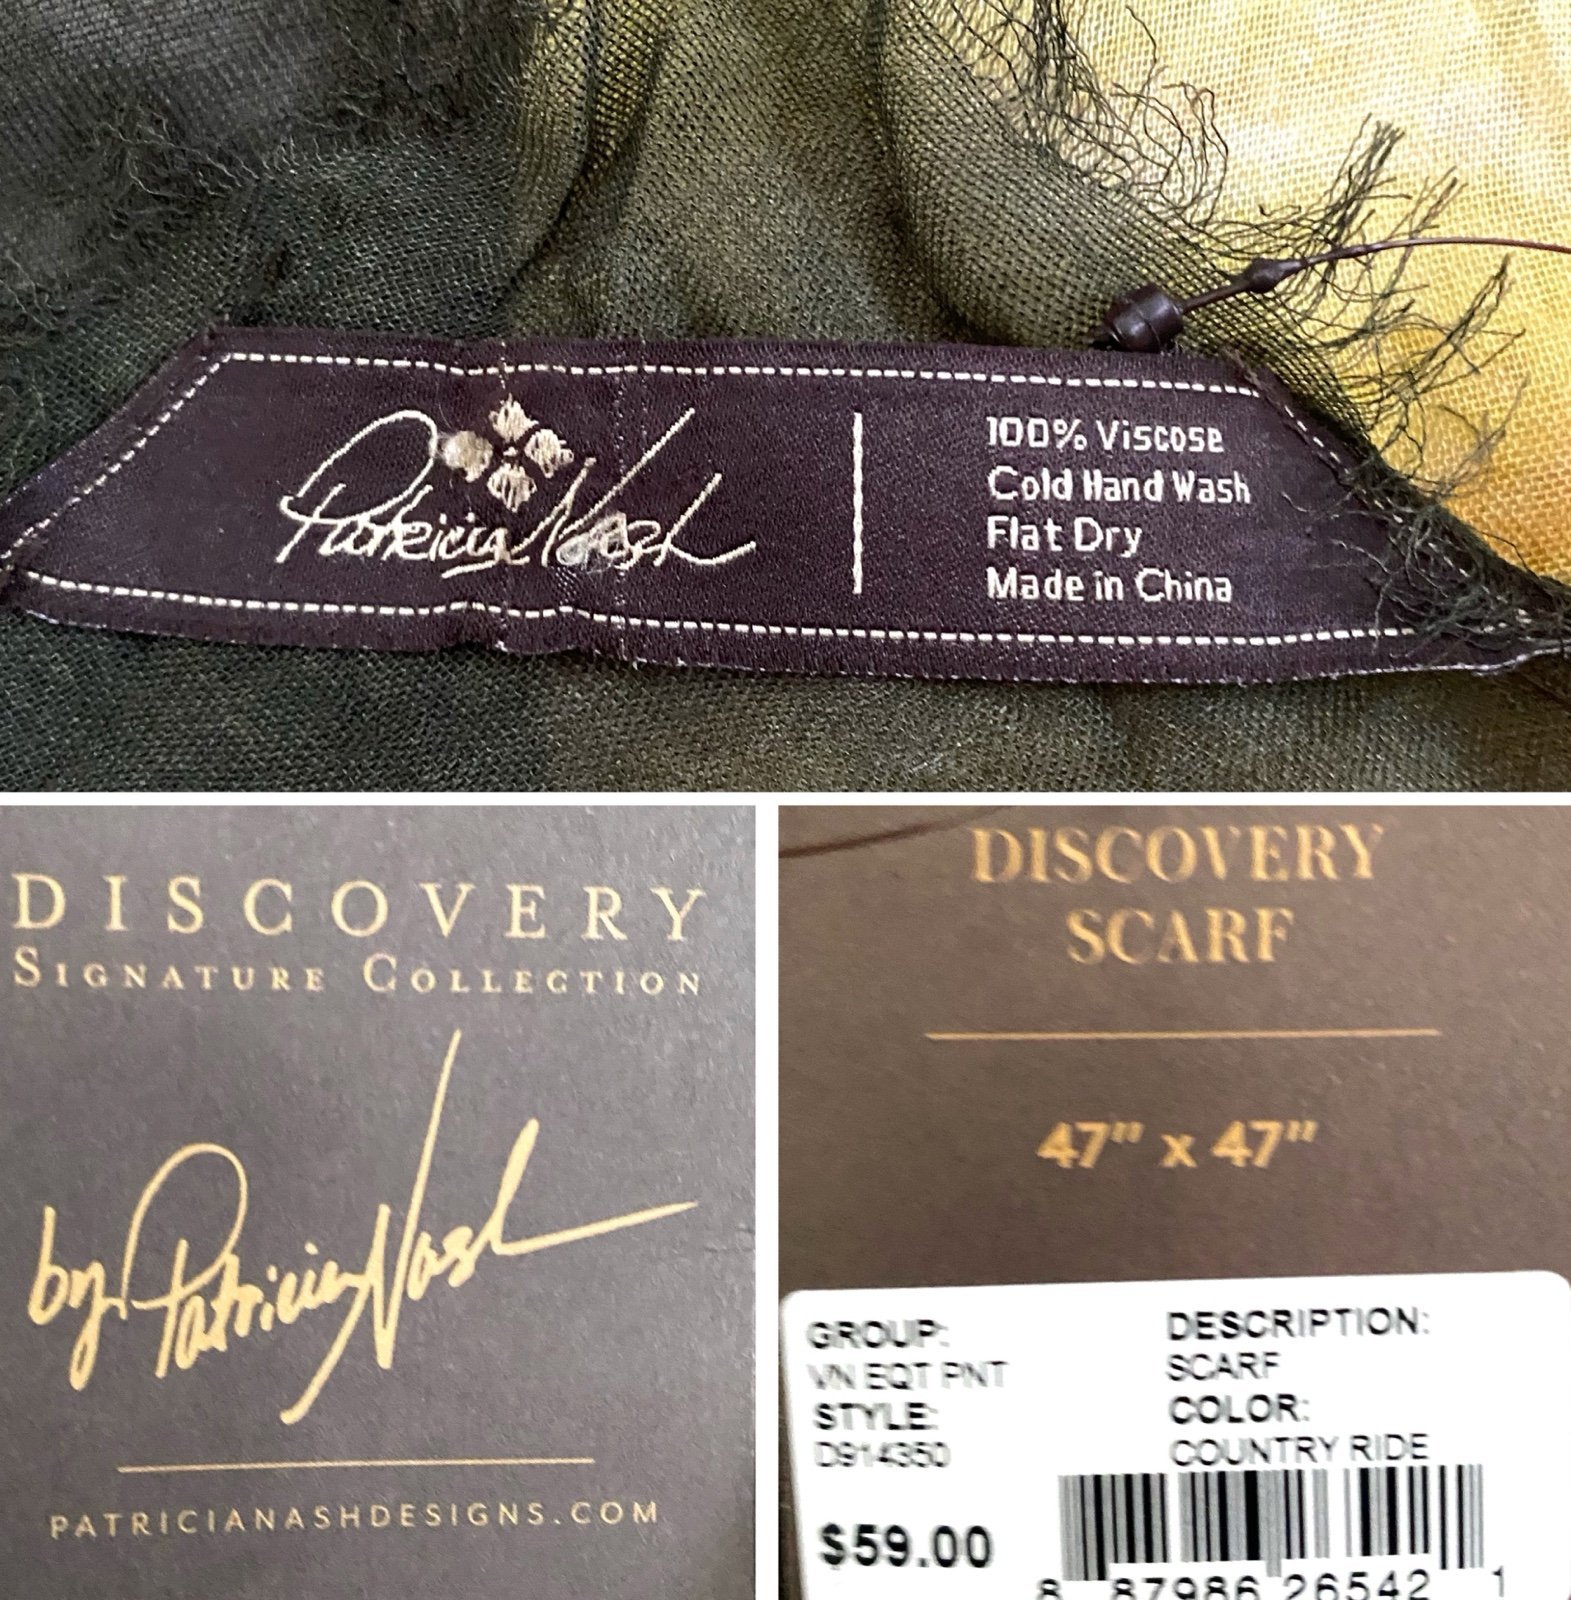 Patricia Nash
100% Viscose
Cold Hand Wash
Flat Dry
Made in China
DISCOVERY
SIGNATURE COLLECTION
by Patricia Nash
PATRICIANASHDESIGNS.COM
DISCOVERY
SCARF
47" x 47"
GROUP:
VN EQT PNT
STYLE:
D914350
$59.00
DESCRIPTION:
SCARF
COLOR:
COUNTRY RIDE
8 87986 26542 1